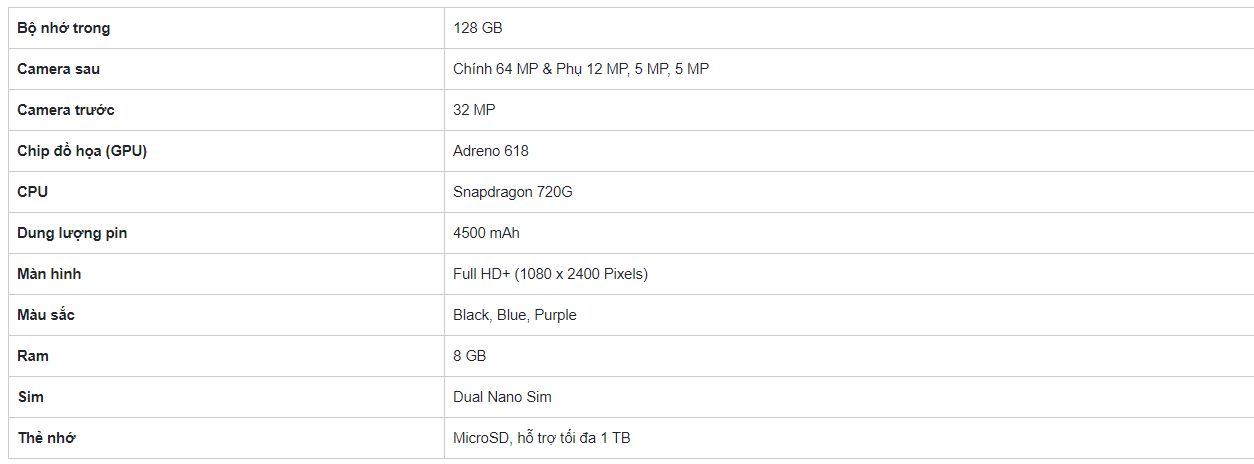 Bộ nhớ trong 128 GB
Camera sau Chính 64 MP & Phụ 12 MP, 5 MP, 5 MP
Camera trước 32 MP
Chip đồ họa (GPU) Adreno 618
CPU Snapdragon 720G
Dung lượng pin 4500 mAh
Màn hình Full HD+ (1080 x 2400 Pixels)
Màu sắc Black, Blue, Purple
Ram 8 GB
Sim Dual Nano Sim
Thẻ nhớ MicroSD, hỗ trợ tối đa 1 TB